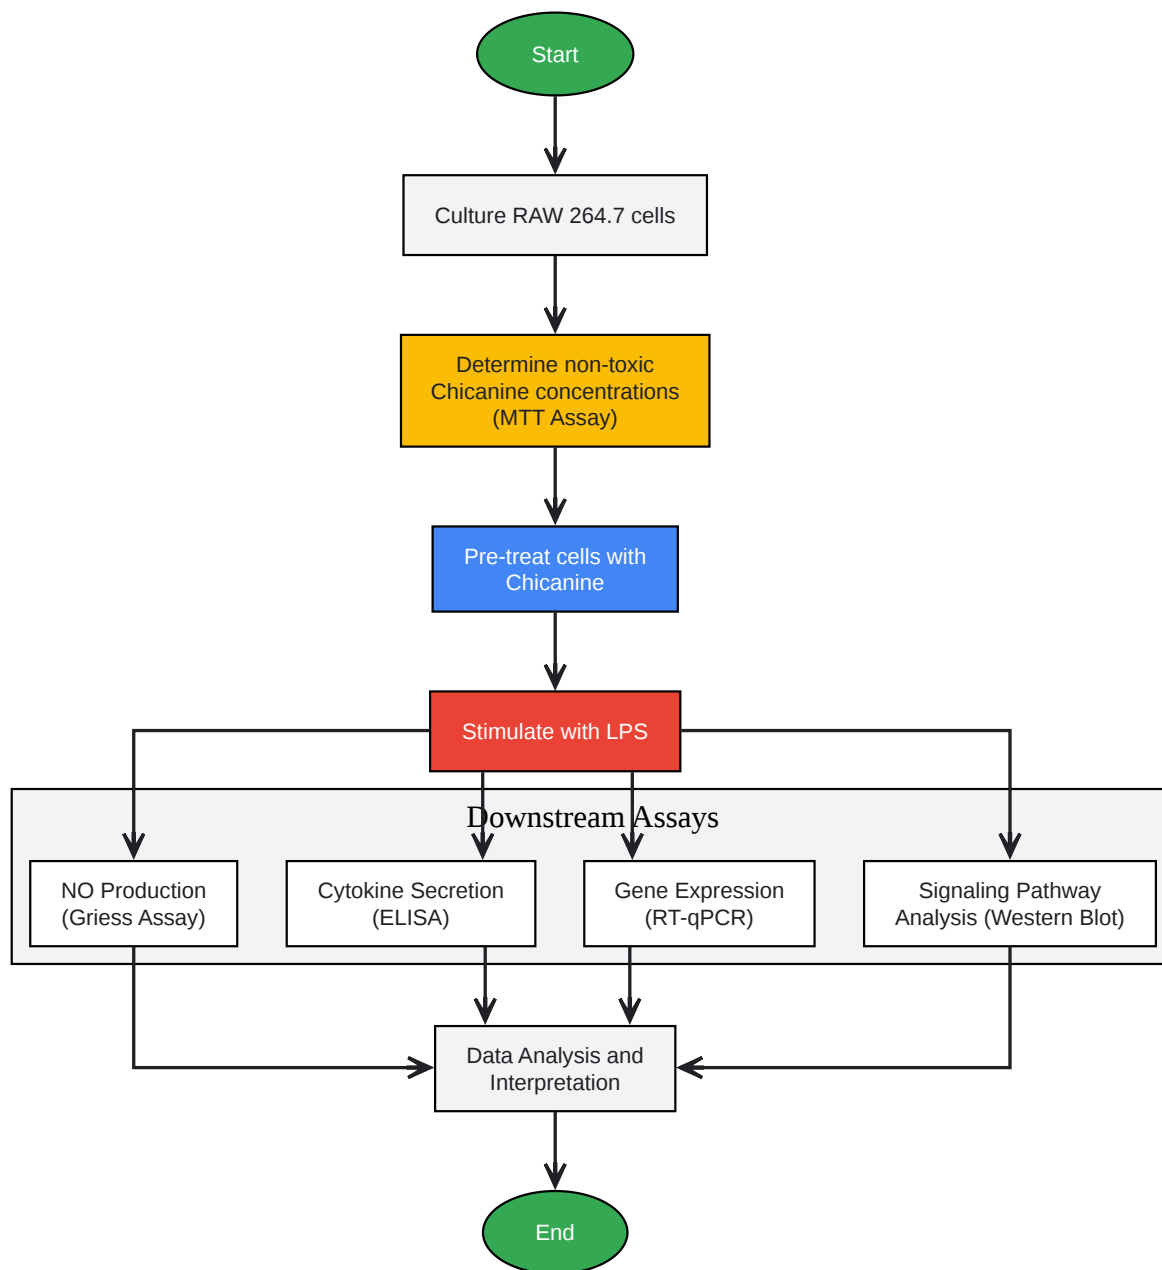 Start
Culture RAW 264.7 cells
Determine non-toxic
Chicanine concentrations
(MTT Assay)
Pre-treat cells with
Chicanine
Stimulate with LPS
Downstream Assays
NO Production
(Griess Assay)
Cytokine Secretion
(ELISA)
Gene Expression
(RT-qPCR)
Signaling Pathway
Analysis (Western Blot)
Data Analysis and
Interpretation
End